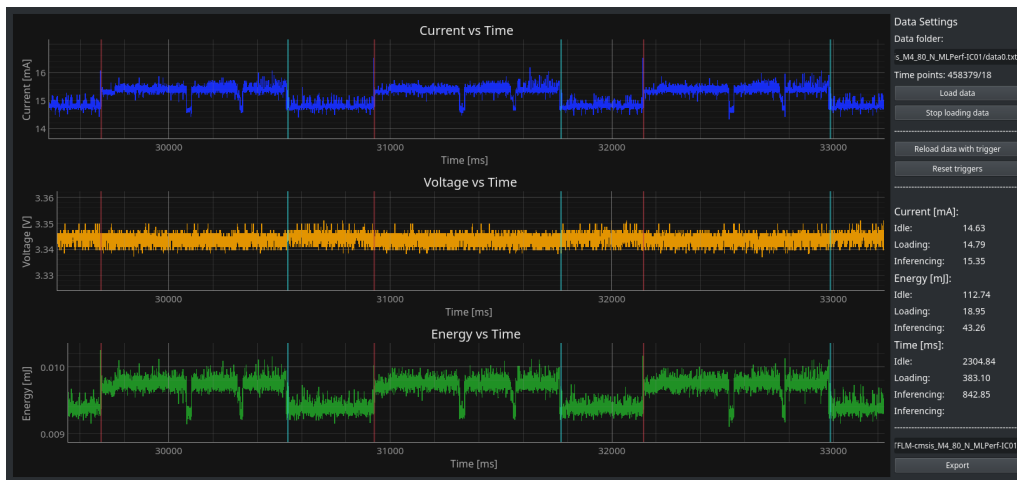 Current vs Time
Current [mA]
16
15
14
30000
31000
32000
33000
Time [ms]
Voltage vs Time
Voltage [V]
3.36
3.35
3.34
3.33
30000
31000
32000
33000
Time [ms]
Energy vs Time
Energy [mJ]
0.010
0.009
30000
31000
32000
33000
Time [ms]
Data Settings
Data folder:
s_M4_80_N_MLPerf-IC01/data0.txt
Time points: 458379/18
Load data
Stop loading data
--------------------------------------------
Reload data with trigger
Reset triggers
--------------------------------------------
Current [mA]:
Idle: 14.63
Loading: 14.79
Inferencing: 15.35
Energy [mJ]:
Idle: 112.74
Loading: 18.95
Inferencing: 43.26
Time [ms]:
Idle: 2304.84
Loading: 383.10
Inferencing: 842.85
Inferencing:
--------------------------------------------
TFLM-cmsis_M4_80_N_MLPerf-IC01
Export